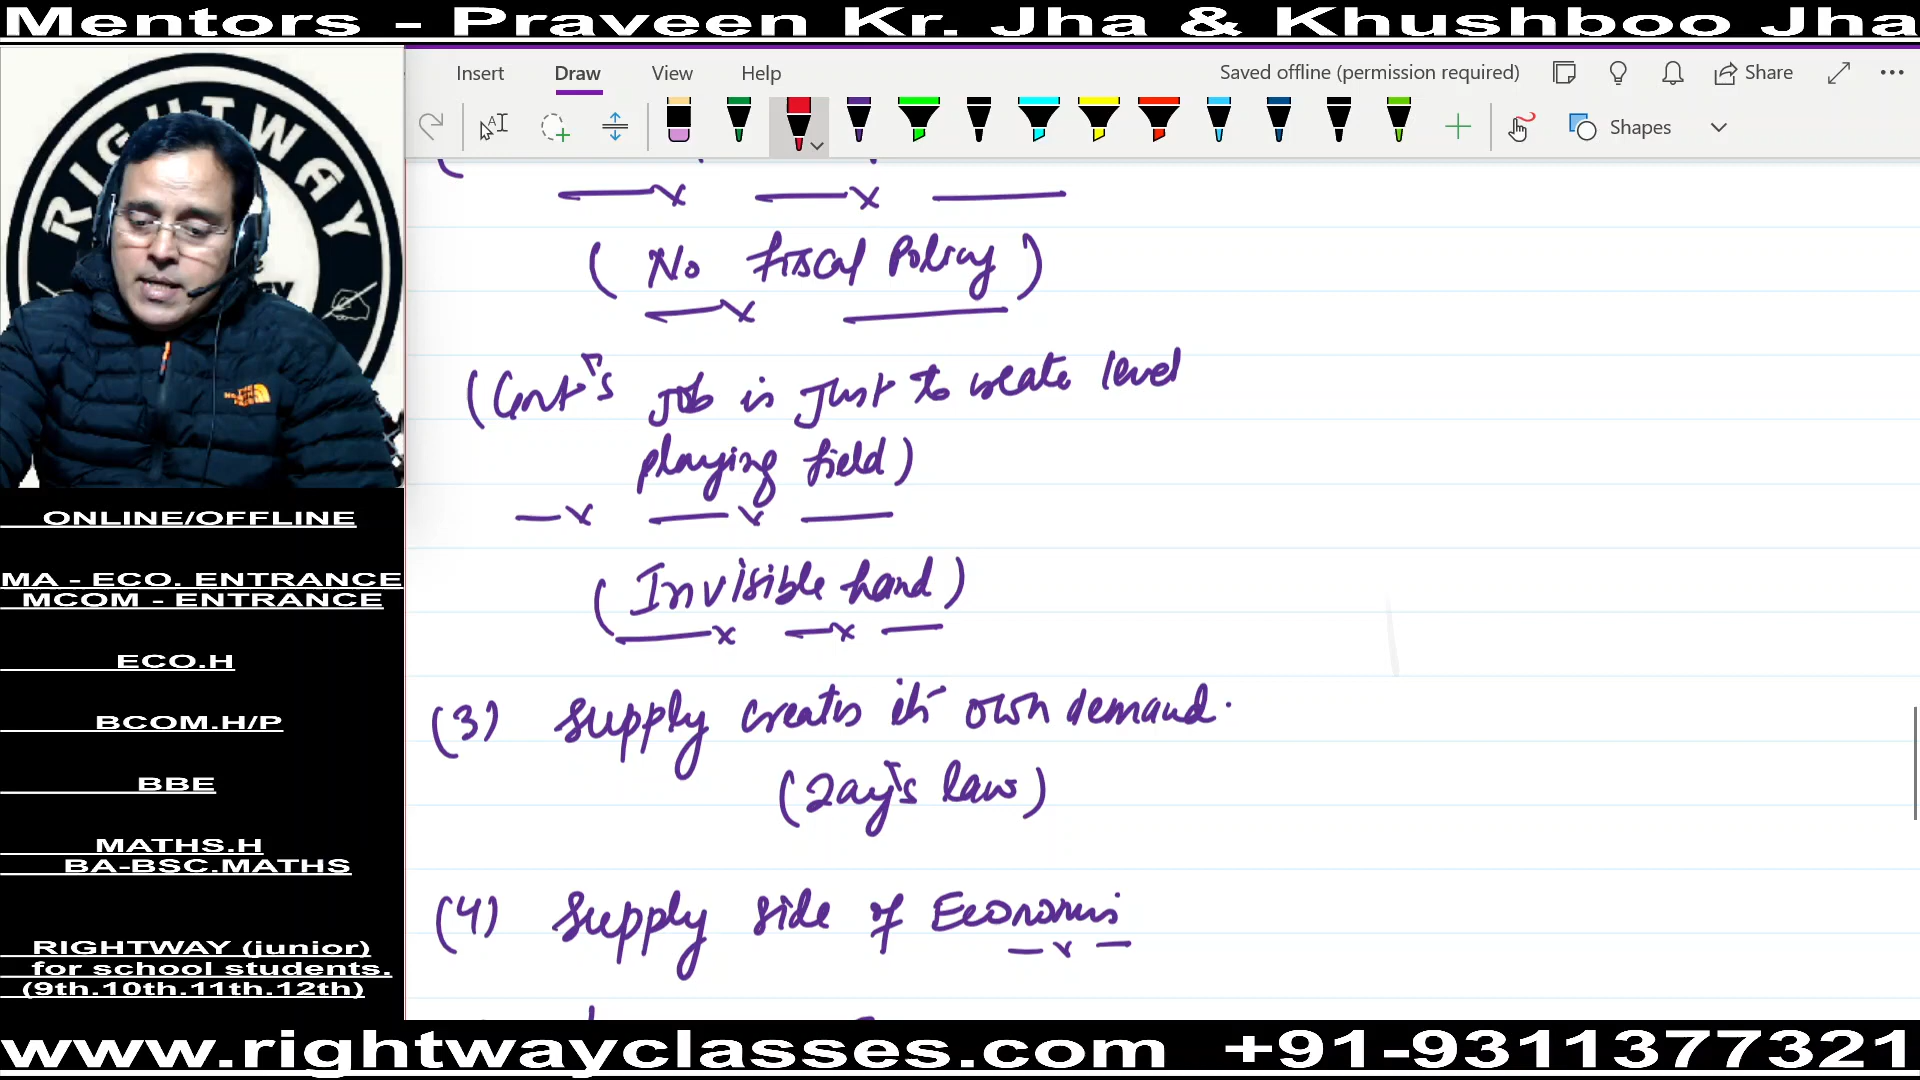 Mentors - Praveen Kr. Jha & Khushboo Jha
Insert Draw View Help Saved offline (permission required) Share
Shapes
RIGHTWAY
( No fiscal Policy )
(Govt's Job is Just to create level
playing field)
( Invisible hand )
(3) Supply creates its own demand.
(Say's law)
(4) Supply side of Economis
ONLINE/OFFLINE
MA - ECO. ENTRANCE
MCOM - ENTRANCE
ECO.H
BCOM.H/P
BBE
MATHS.H
BA-BSC.MATHS
RIGHTWAY (junior)
for school students.
(9th.10th.11th.12th)
www.rightwayclasses.com +91-9311377321